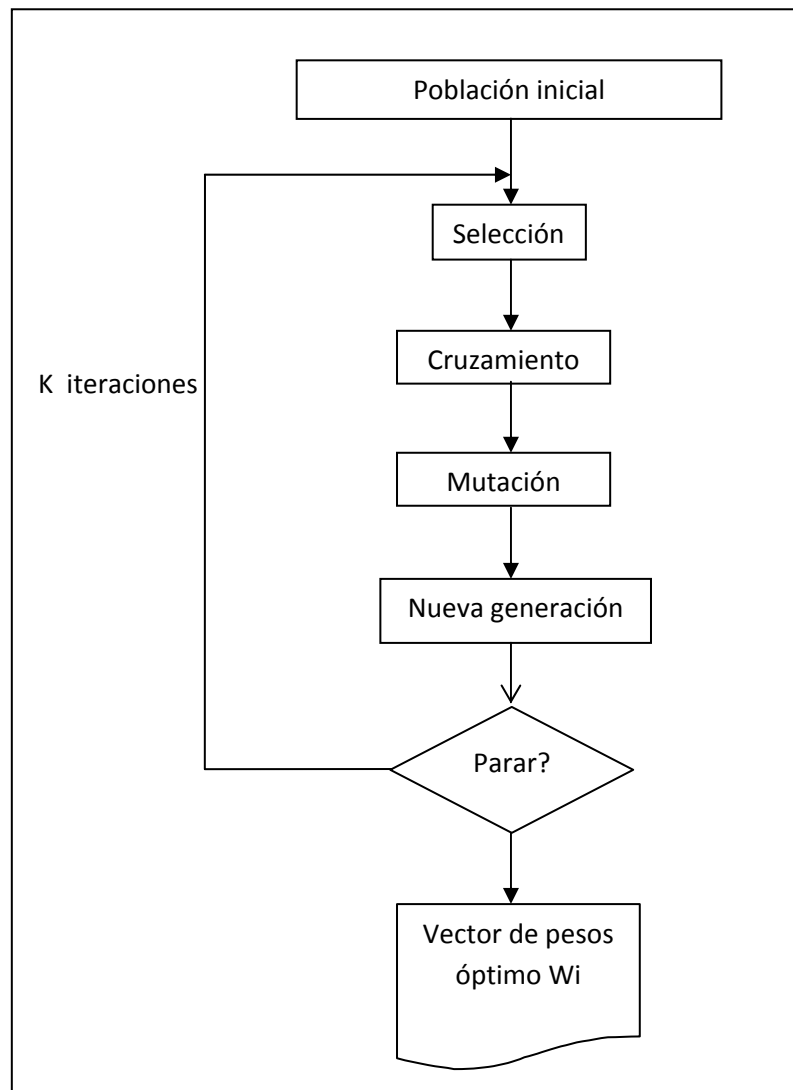 Población inicial
Selección
Cruzamiento
K iteraciones
Mutación
Nueva generación
Parar?
Vector de pesos
óptimo Wi